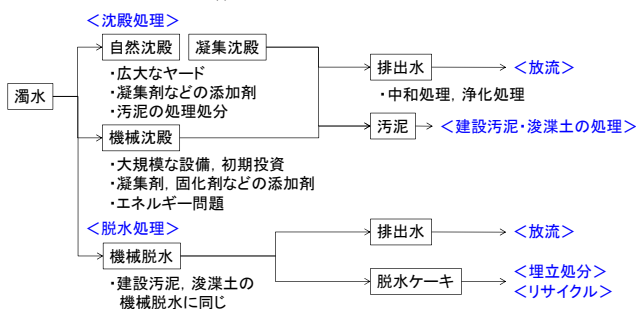 ＜沈殿処理＞
自然沈殿
凝集沈殿
・広大なヤード
・凝集剤などの添加剤
・汚泥の処理処分
濁水
機械沈殿
・大規模な設備，初期投資
・凝集剤，固化剤などの添加剤
・エネルギー問題
排出水
＜放流＞
・中和処理，浄化処理
汚泥
＜建設汚泥・浚渫土の処理＞
＜脱水処理＞
機械脱水
・建設汚泥，浚渫土の
機械脱水に同じ
排出水
＜放流＞
脱水ケーキ
＜埋立処分＞
＜リサイクル＞